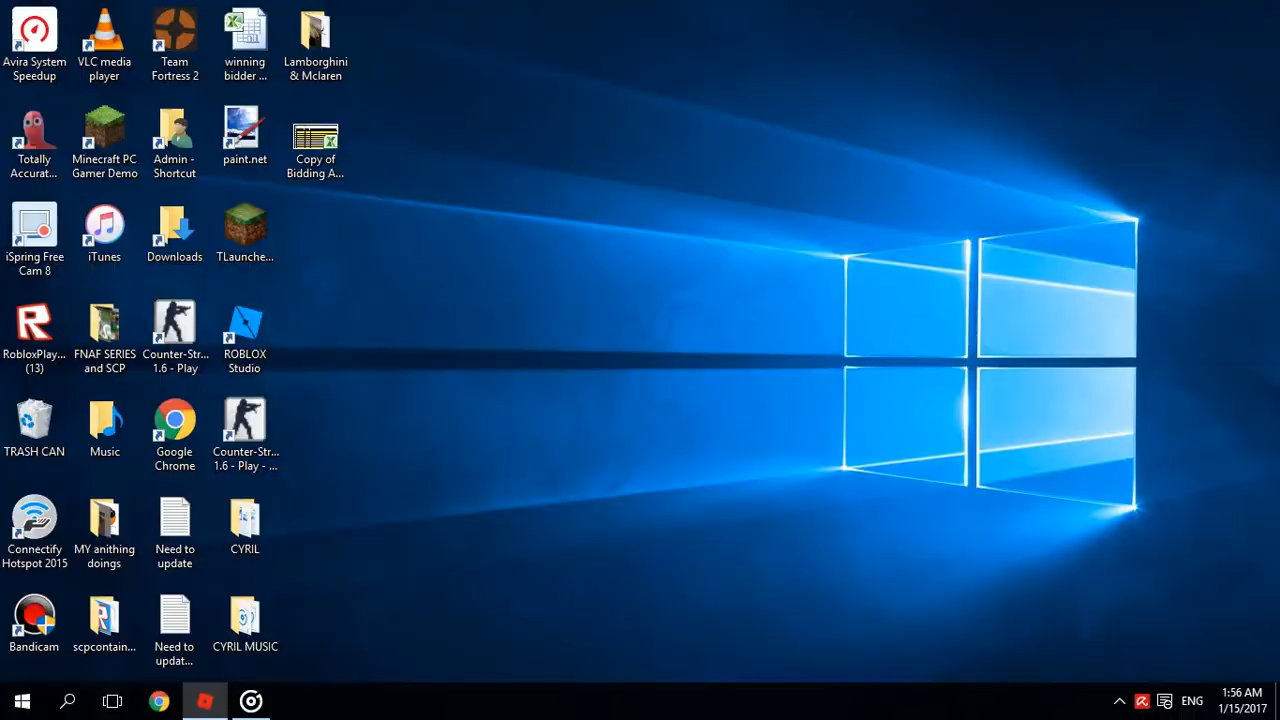 Avira System
Speedup
VLC media
player
Team
Fortress 2
winning
bidder ...
Lamborghini
& Mclaren
Totally
Accurat...
Minecraft PC
Gamer Demo
Admin -
Shortcut
paint.net
Copy of
Bidding A...
iSpring Free
Cam 8
iTunes
Downloads
TLaunche...
RobloxPlay...
(13)
FNAF SERIES
and SCP
Counter-Str...
1.6 - Play
ROBLOX
Studio
TRASH CAN
Music
Google
Chrome
Counter-Str...
1.6 - Play - ...
Connectify
Hotspot 2015
MY anithing
doings
Need to
update
CYRIL
Bandicam
scpcontain...
Need to
updat...
CYRIL MUSIC
ENG
1:56 AM
1/15/2017